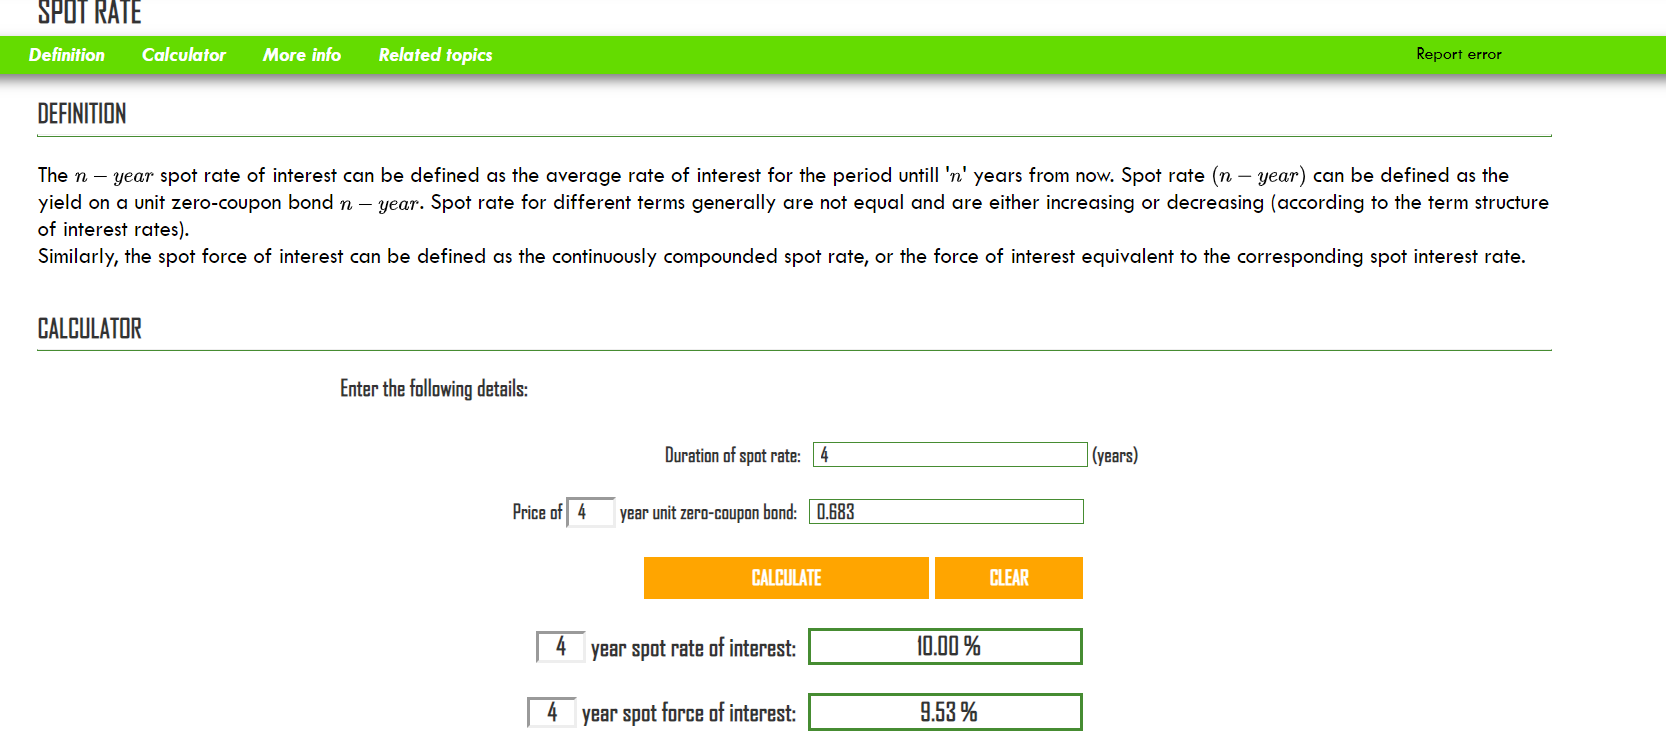 SPOT RATE
Definition Calculator More info Related topics Report error
DEFINITION
The n − year spot rate of interest can be defined as the average rate of interest for the period untill 'n' years from now. Spot rate (n − year) can be defined as the
yield on a unit zero-coupon bond n − year. Spot rate for different terms generally are not equal and are either increasing or decreasing (according to the term structure
of interest rates).
Similarly, the spot force of interest can be defined as the continuously compounded spot rate, or the force of interest equivalent to the corresponding spot interest rate.
CALCULATOR
Enter the following details:
Duration of spot rate: 4 (years)
Price of 4 year unit zero-coupon bond: 0.683
CALCULATE CLEAR
4 year spot rate of interest: 10.00 %
4 year spot force of interest: 9.53 %